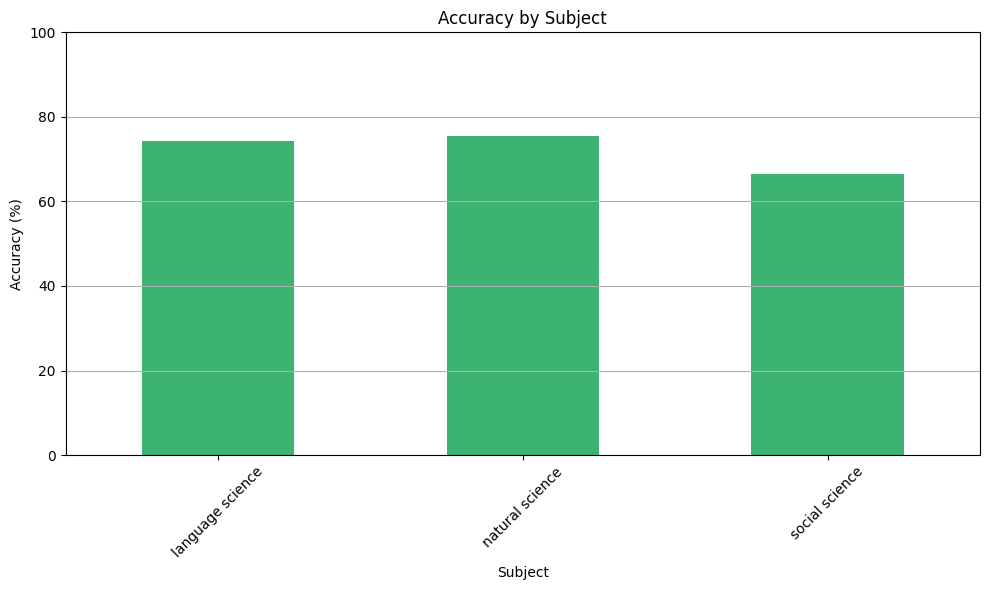 Accuracy by Subject
Accuracy (%)
100
80
60
40
20
0
language science
natural science
social science
Subject